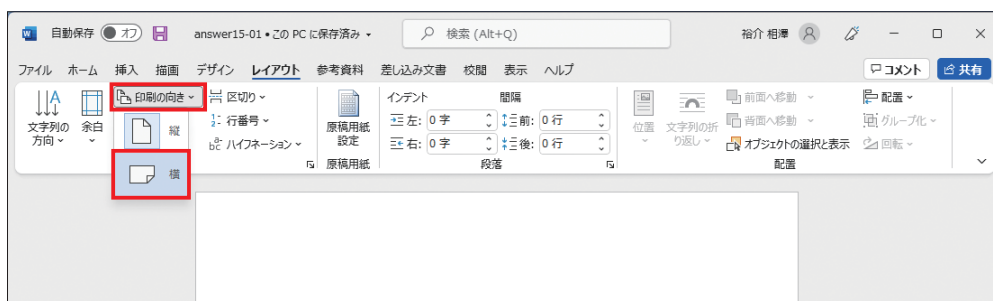 自動保存 オフ answer15-01 • この PC に保存済み 検索 (Alt+Q) 裕介 相澤
ファイル ホーム 挿入 描画 デザイン レイアウト 参考資料 差し込み文書 校閲 表示 ヘルプ コメント 共有
文字列の方向 余白 印刷の向き 区切り インデント 間隔 前面へ移動 配置
縦 行番号 原稿用紙設定 左: 0 字 前: 0 行 位置 文字列の折り返し 背面へ移動 グループ化
ハイフネーション 右: 0 字 後: 0 行 オブジェクトの選択と表示 回転
横 原稿用紙 段落 配置